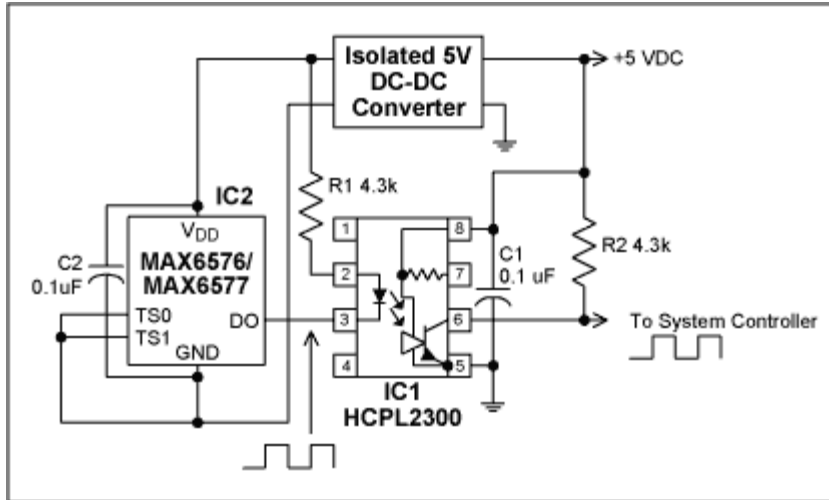 Isolated 5V
DC-DC
Converter
+5 VDC
R1 4.3k
IC2
VDD
MAX6576/
MAX6577
C2
0.1uF
TS0
TS1
DO
GND
1
2
3
4
8
7
6
5
IC1
HCPL2300
C1
0.1 uF
R2 4.3k
To System Controller